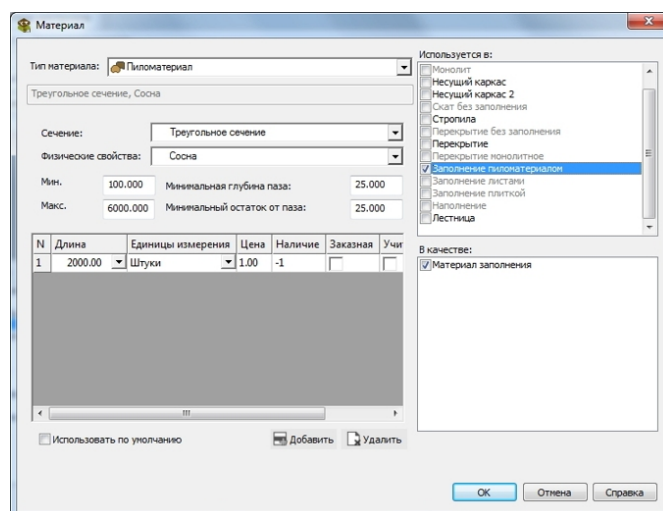 Материал
Тип материала: Пиломатериал
Треугольное сечение, Сосна
Сечение: Треугольное сечение
Физические свойства: Сосна
Мин. 100.000 Минимальная глубина паза: 25.000
Макс. 6000.000 Минимальный остаток от паза: 25.000
N Длина Единицы измерения Цена Наличие Заказная Учи
1 2000.00 Штуки 1.00 -1
Использовать по умолчанию Добавить Удалить
Используется в:
Монолит
Несущий каркас
Несущий каркас 2
Скат без заполнения
Стропила
Перекрытие без заполнения
Перекрытие
Перекрытие монолитное
Заполнение пиломатериалом
Заполнение листами
Заполнение плиткой
Наполнение
Лестница
В качестве:
Материал заполнения
ОК Отмена Справка